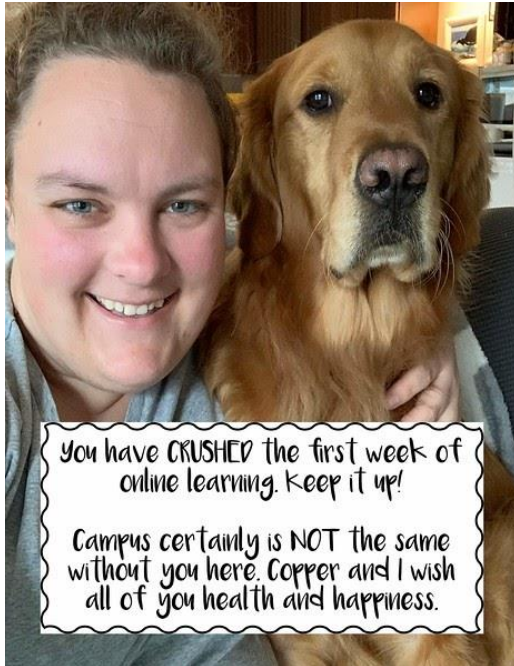 You have CRUSHED the first week of
online learning. Keep it up!
Campus certainly is NOT the same
without you here. Copper and I wish
all of you health and happiness.